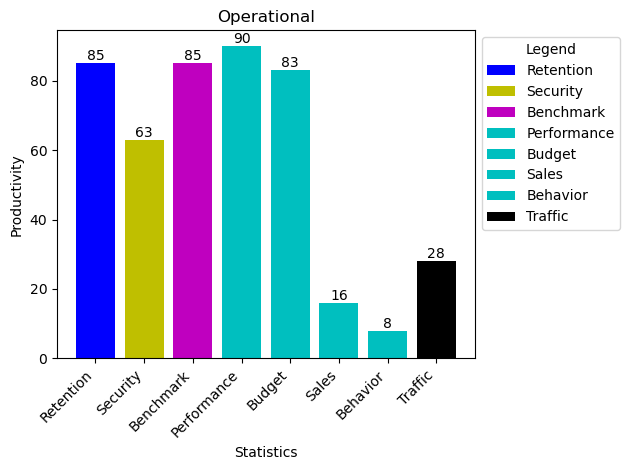 Operational
Productivity
80
60
40
20
0
85
63
85
90
83
16
8
28
Retention
Security
Benchmark
Performance
Budget
Sales
Behavior
Traffic
Statistics
Legend
Retention
Security
Benchmark
Performance
Budget
Sales
Behavior
Traffic